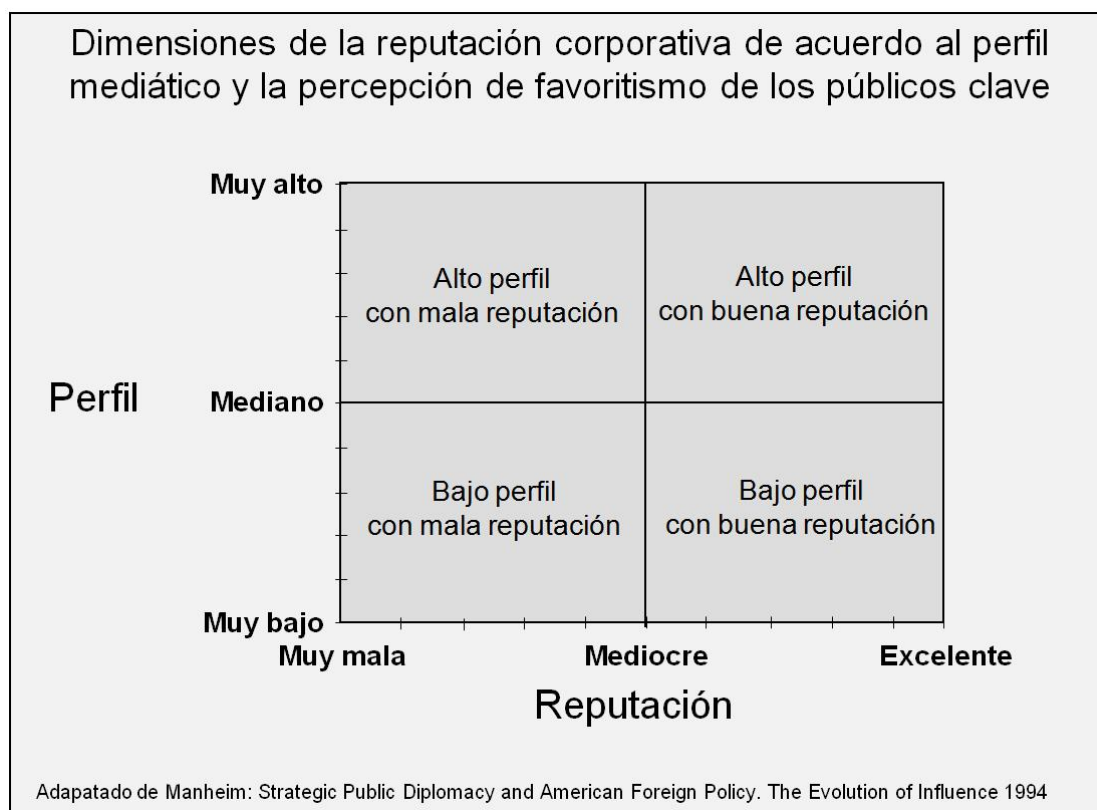 Dimensiones de la reputación corporativa de acuerdo al perfil
mediático y la percepción de favoritismo de los públicos clave
Muy alto
Alto perfil
con mala reputación
Alto perfil
con buena reputación
Perfil
Mediano
Bajo perfil
con mala reputación
Bajo perfil
con buena reputación
Muy bajo
Muy mala
Mediocre
Excelente
Reputación
Adapatado de Manheim: Strategic Public Diplomacy and American Foreign Policy. The Evolution of Influence 1994